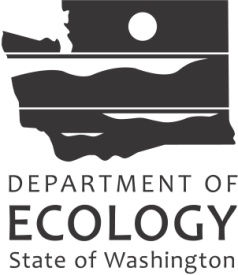 DEPARTMENT OF
ECOLOGY
State of Washington